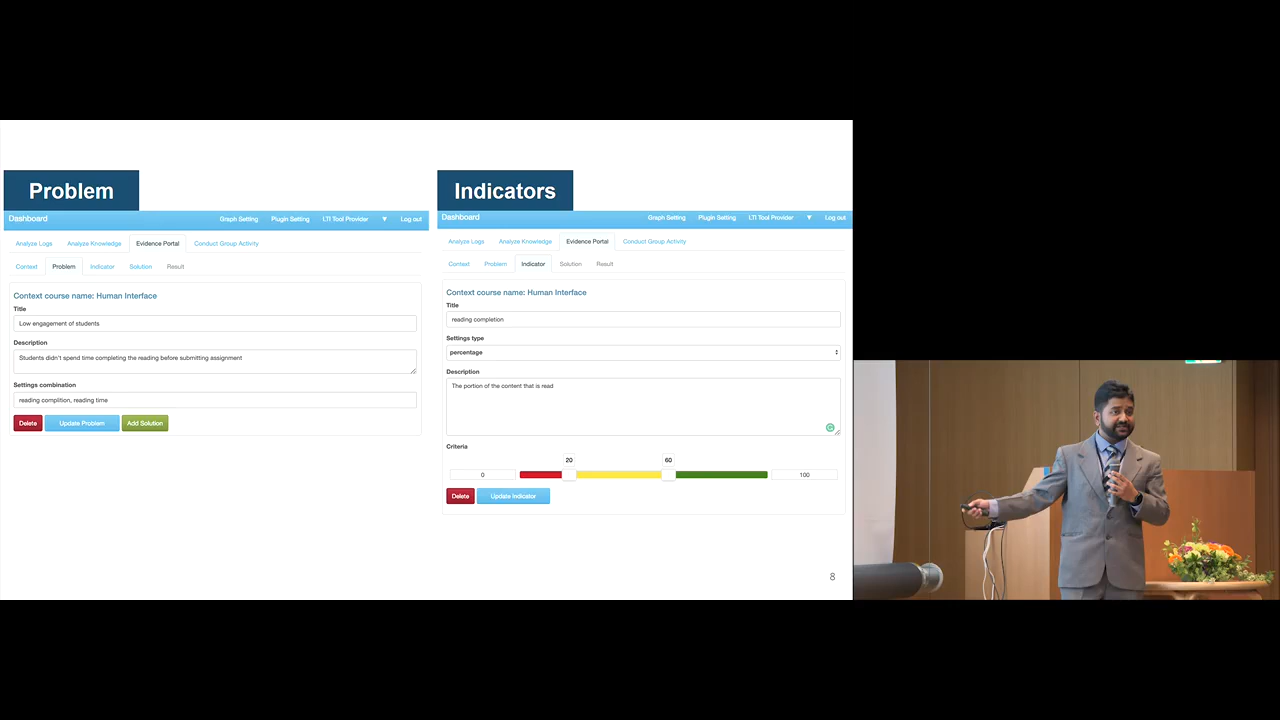 Problem
Dashboard
Graph Setting
Plugin Setting
LTI Tool Provider
▼
Log out
Analyze Logs
Analyze Knowledge
Evidence Portal
Conduct Group Activity
Context
Problem
Indicator
Solution
Result
Context course name: Human Interface
Title
Low engagement of students
Description
Students didn't spend time completing the reading before submitting assignment
Settings combination
reading complition, reading time
Delete
Update Problem
Add Solution
Indicators
Dashboard
Graph Setting
Plugin Setting
LTI Tool Provider
▼
Log out
Analyze Logs
Analyze Knowledge
Evidence Portal
Conduct Group Activity
Context
Problem
Indicator
Solution
Result
Context course name: Human Interface
Title
reading completion
Settings type
percentage
Description
The portion of the content that is read
Criteria
20
60
0
100
Delete
Update Indicator
8